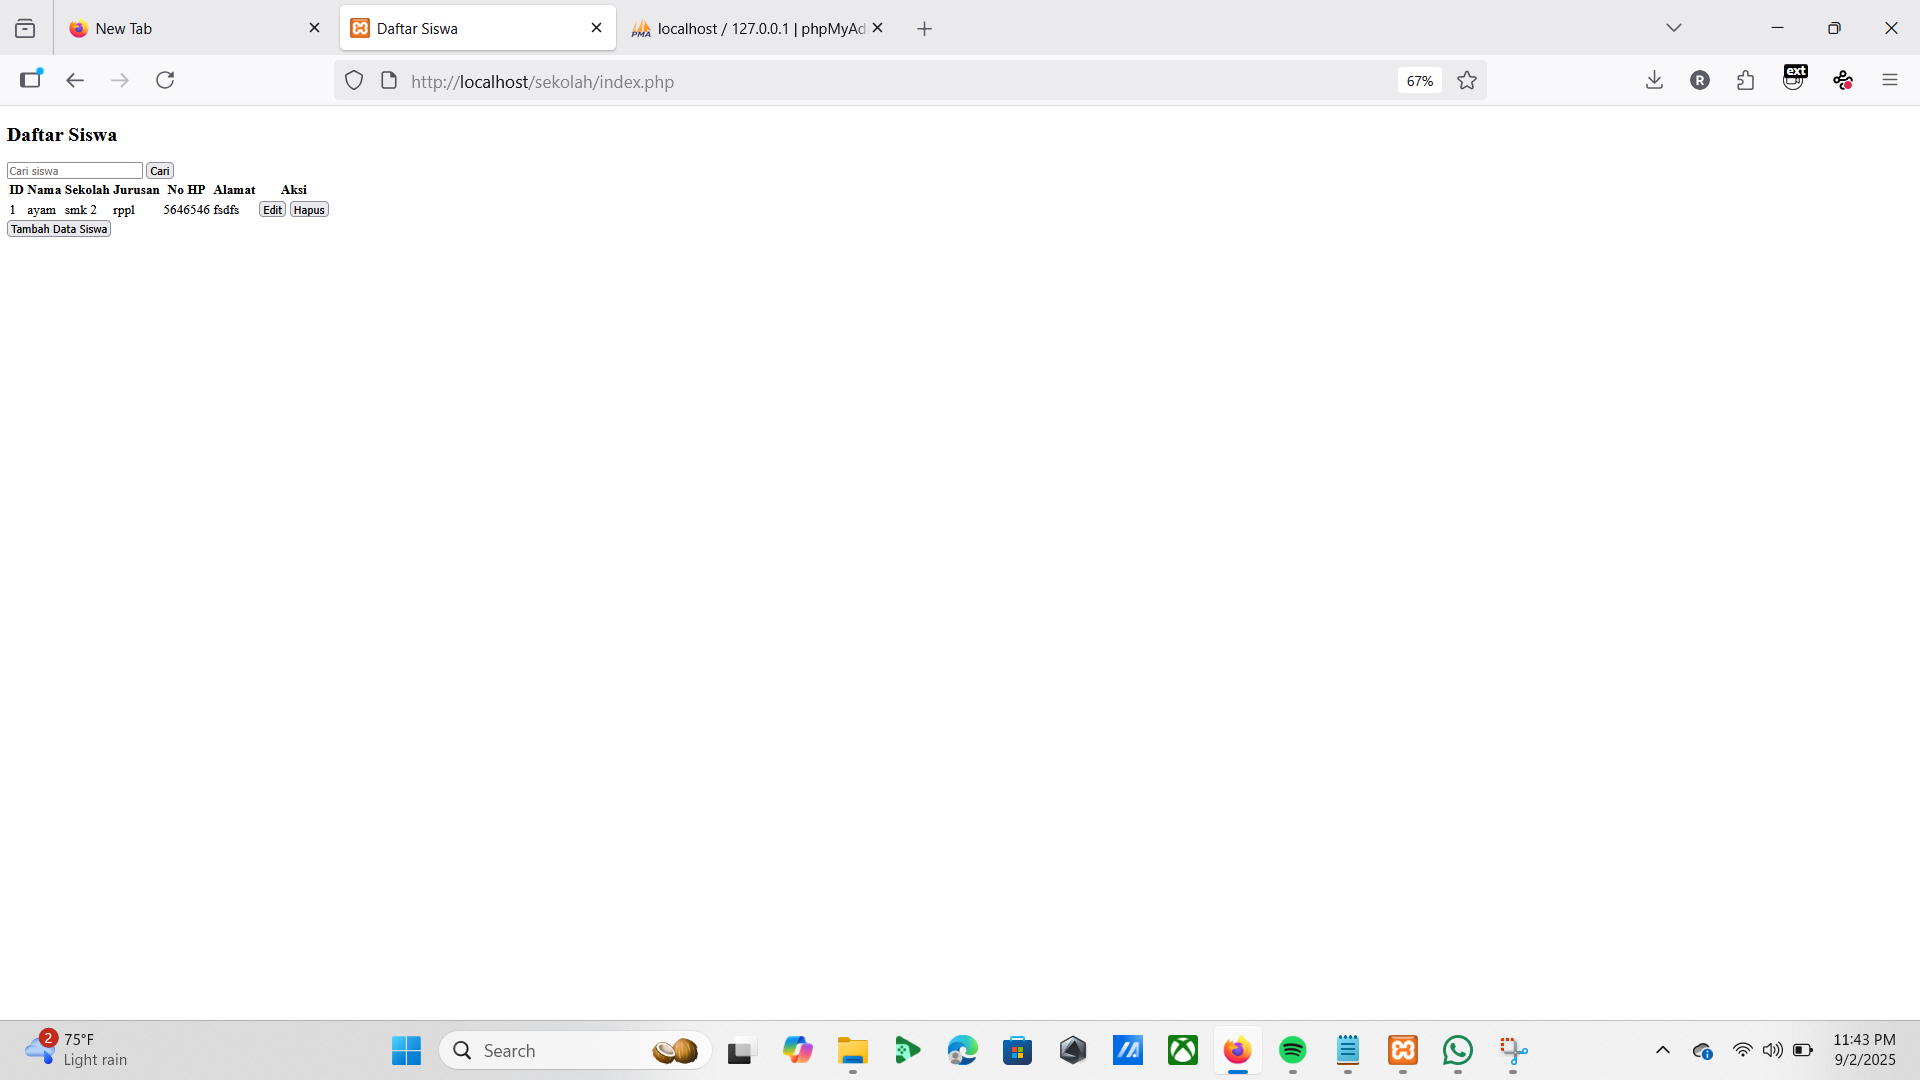 New Tab
Daftar Siswa
localhost / 127.0.0.1 | phpMyAd
http://localhost/sekolah/index.php
67%
R
ext
Daftar Siswa
Cari siswa Cari
ID Nama Sekolah Jurusan No HP Alamat Aksi
1 ayam smk 2 rppl 5646546 fsdfs Edit Hapus
Tambah Data Siswa
2
75°F
Light rain
Search
11:43 PM
9/2/2025